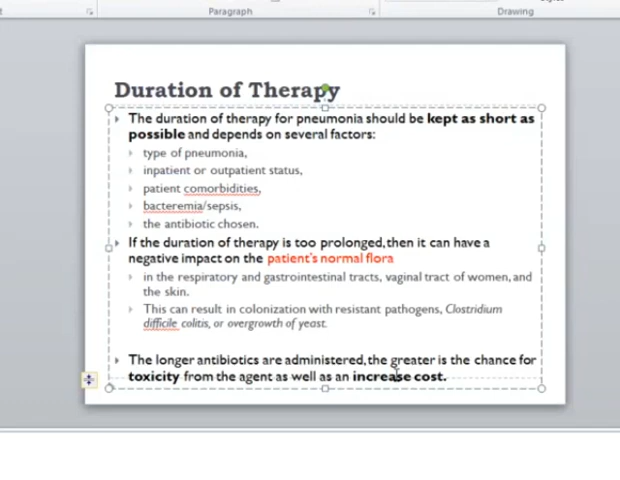 Paragraph
Drawing
Duration of Therapy
The duration of therapy for pneumonia should be kept as short as
possible and depends on several factors:
type of pneumonia,
inpatient or outpatient status,
patient comorbidities,
bacteremia/sepsis,
the antibiotic chosen.
If the duration of therapy is too prolonged, then it can have a
negative impact on the patient's normal flora
in the respiratory and gastrointestinal tracts, vaginal tract of women, and
the skin.
This can result in colonization with resistant pathogens, Clostridium
difficile colitis, or overgrowth of yeast.
The longer antibiotics are administered, the greater is the chance for
toxicity from the agent as well as an increase cost.